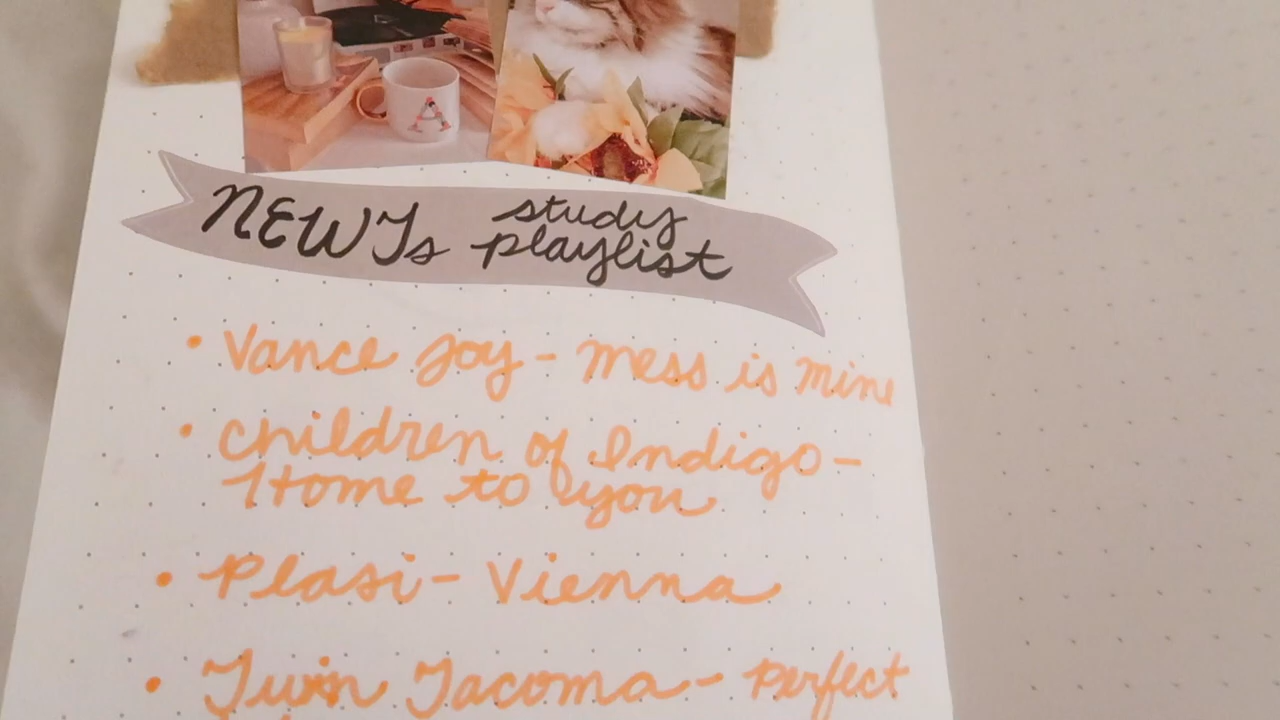 A
NEWTs study playlist
• Vance Joy - Mess is mine
• Children of Indigo -
Home to you
• Plasi - Vienna
• Twin Tacoma - Perfect